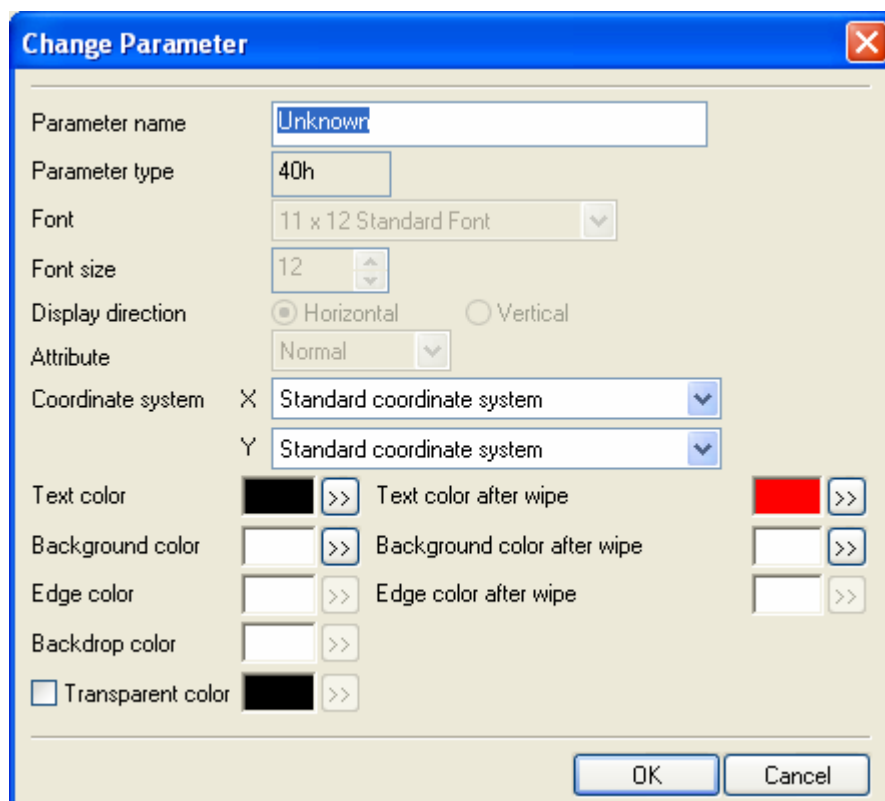 Change Parameter
Parameter name Unknown
Parameter type 40h
Font 11 x 12 Standard Font
Font size 12
Display direction Horizontal Vertical
Attribute Normal
Coordinate system X Standard coordinate system
Y Standard coordinate system
Text color >> Text color after wipe >>
Background color >> Background color after wipe >>
Edge color >> Edge color after wipe >>
Backdrop color >>
Transparent color >>
OK Cancel